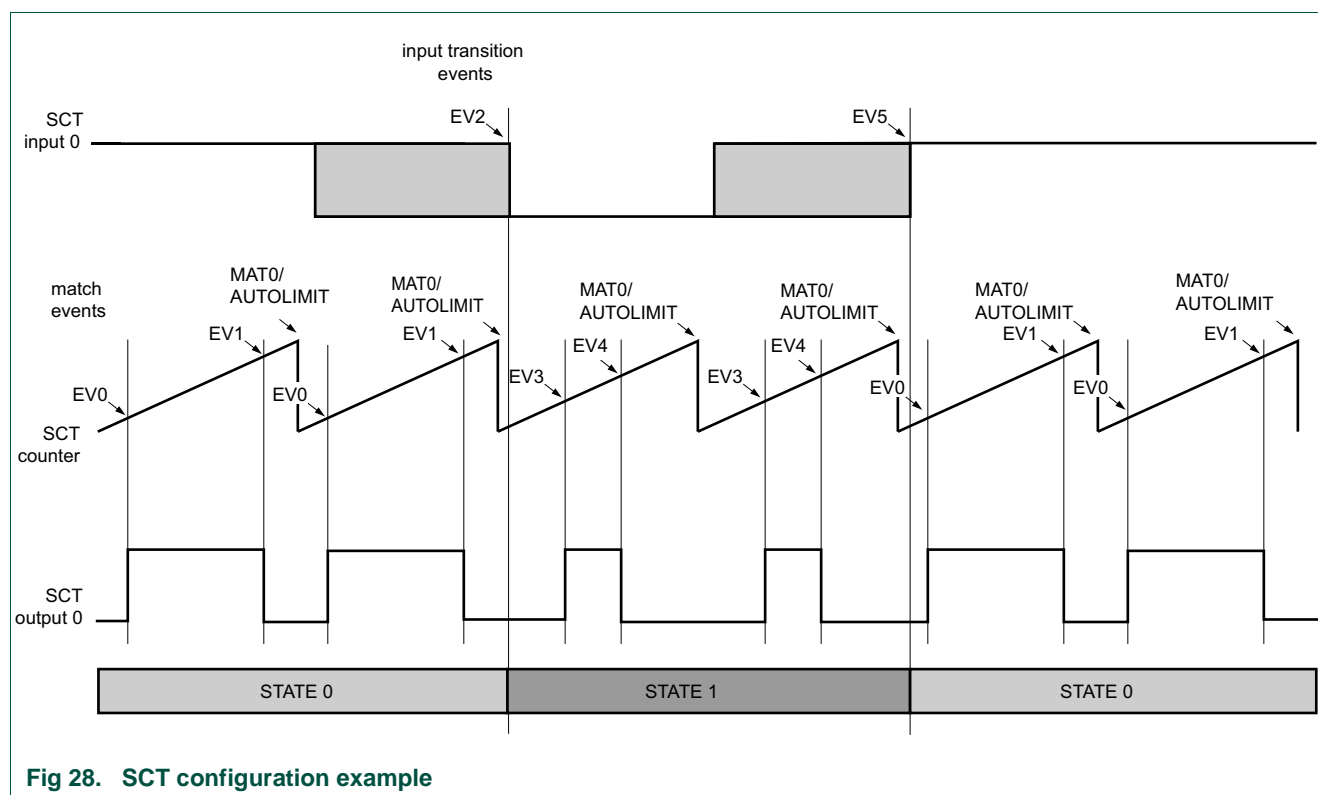 input transition
events
SCT
input 0
EV2
EV5
match
events
MAT0/
AUTOLIMIT
MAT0/
AUTOLIMIT
MAT0/
AUTOLIMIT
MAT0/
AUTOLIMIT
MAT0/
AUTOLIMIT
MAT0/
AUTOLIMIT
EV0
EV1
EV0
EV1
EV3
EV4
EV3
EV4
EV0
EV1
EV0
EV1
SCT
counter
SCT
output 0
STATE 0
STATE 1
STATE 0
Fig 28. SCT configuration example